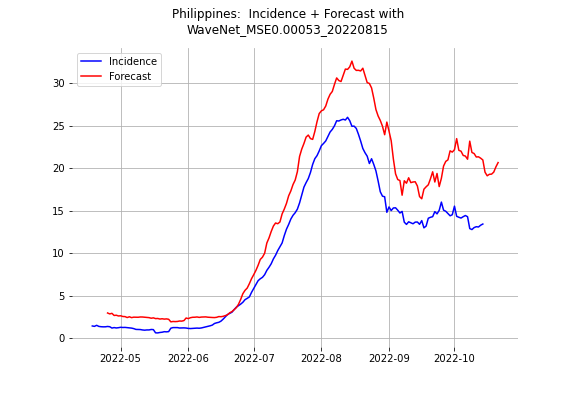 Philippines:  Incidence + Forecast with
WaveNet_MSE0.00053_20220815
Incidence
Forecast
30
25
20
15
10
5
0
2022-05 2022-06 2022-07 2022-08 2022-09 2022-10